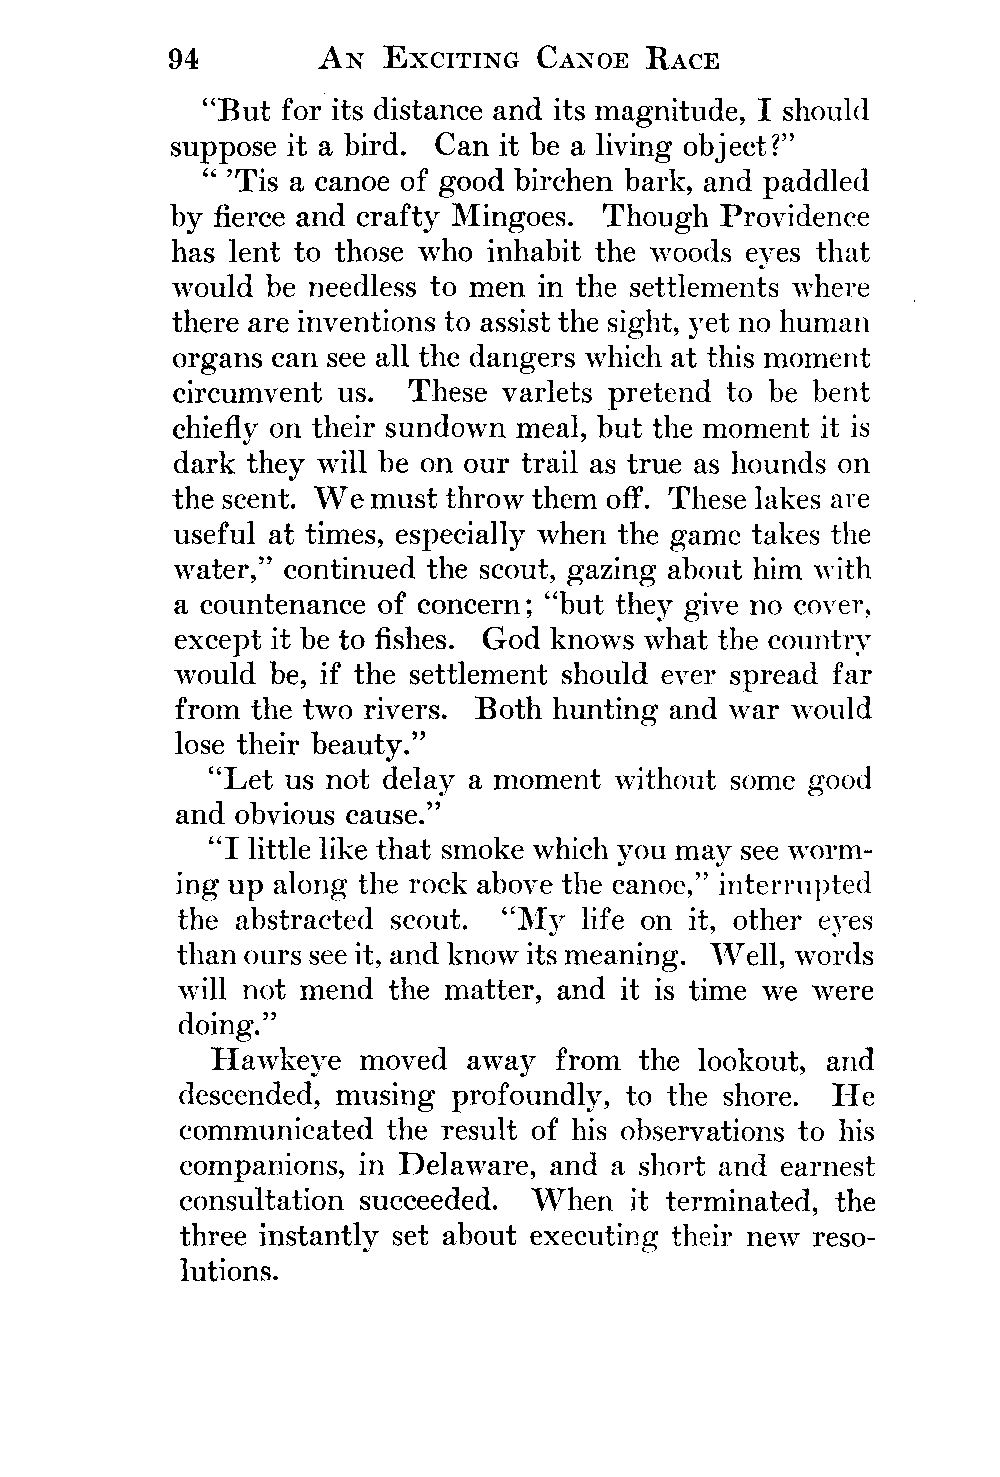 94 An Exciting Canoe Race
"But for its distance and its magnitude, I should
suppose it a bird. Can it be a living object?"
" 'Tis a canoe of good birchen bark, and paddled
by fierce and crafty Mingoes. Though Providence
has lent to those who inhabit the woods eyes that
would be needless to men in the settlements where
there are inventions to assist the sight, yet no human
organs can see all the dangers which at this moment
circumvent us. These varlets pretend to be bent
chiefly on their sundown meal, but the moment it is
dark they will be on our trail as true as hounds on
the scent. We must throw them off. These lakes are
useful at times, especially when the game takes the
water," continued the scout, gazing about him with
a countenance of concern; "but they give no cover,
except it be to fishes. God knows what the country
would be, if the settlement should ever spread far
from the two rivers. Both hunting and war would
lose their beauty."
"Let us not delay a moment without some good
and obvious cause."
"I little like that smoke which you may see worm-
ing up along the rock above the canoe," interrupted
the abstracted scout. "My life on it, other eyes
than ours see it, and know its meaning. Well, words
will not mend the matter, and it is time we were
doing."
Hawkeye moved away from the lookout, and
descended, musing profoundly, to the shore. He
communicated the result of his observations to his
companions, in Delaware, and a short and earnest
consultation succeeded. When it terminated, the
three instantly set about executing their new reso-
lutions.